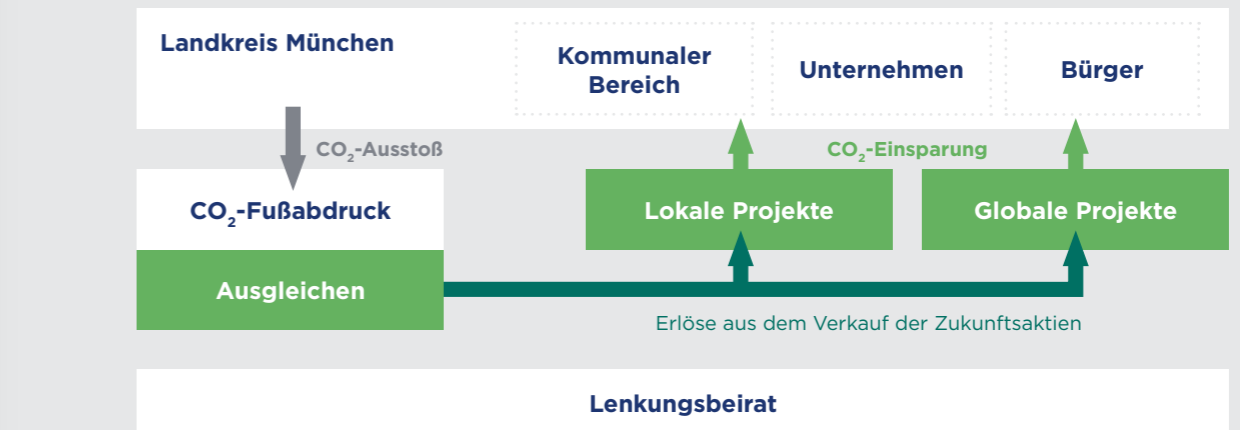 Landkreis München
Kommunaler
Bereich
Unternehmen
Bürger
CO₂-Ausstoß
CO₂-Einsparung
CO₂-Fußabdruck
Lokale Projekte
Globale Projekte
Ausgleichen
Erlöse aus dem Verkauf der Zukunftsaktien
Lenkungsbeirat